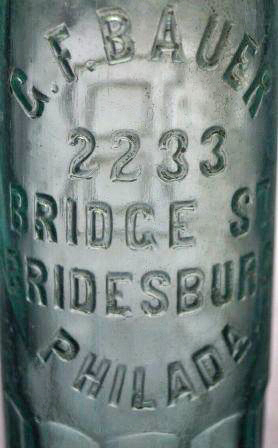 G.F. BAUER
2233
BRIDGE ST
BRIDESBURG
PHILADA.